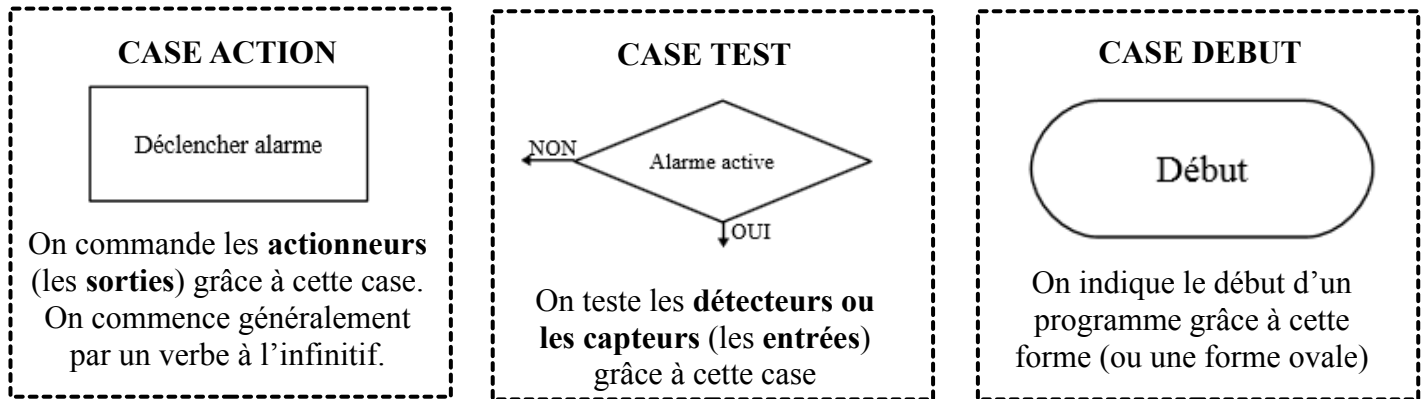 CASE ACTION
Déclencher alarme
On commande les actionneurs
(les sorties) grâce à cette case.
On commence généralement
par un verbe à l’infinitif.
CASE TEST
NON
Alarme active
OUI
On teste les détecteurs ou
les capteurs (les entrées)
grâce à cette case
CASE DEBUT
Début
On indique le début d’un
programme grâce à cette
forme (ou une forme ovale)